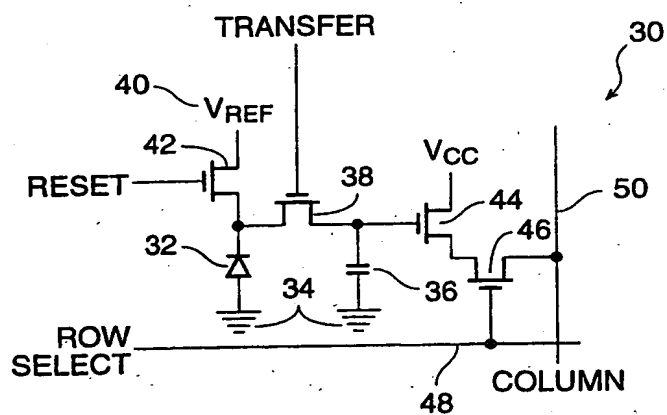 TRANSFER
30
40
VREF
42
RESET
38
VCC
44
50
46
32
34
36
ROW
SELECT
48
COLUMN